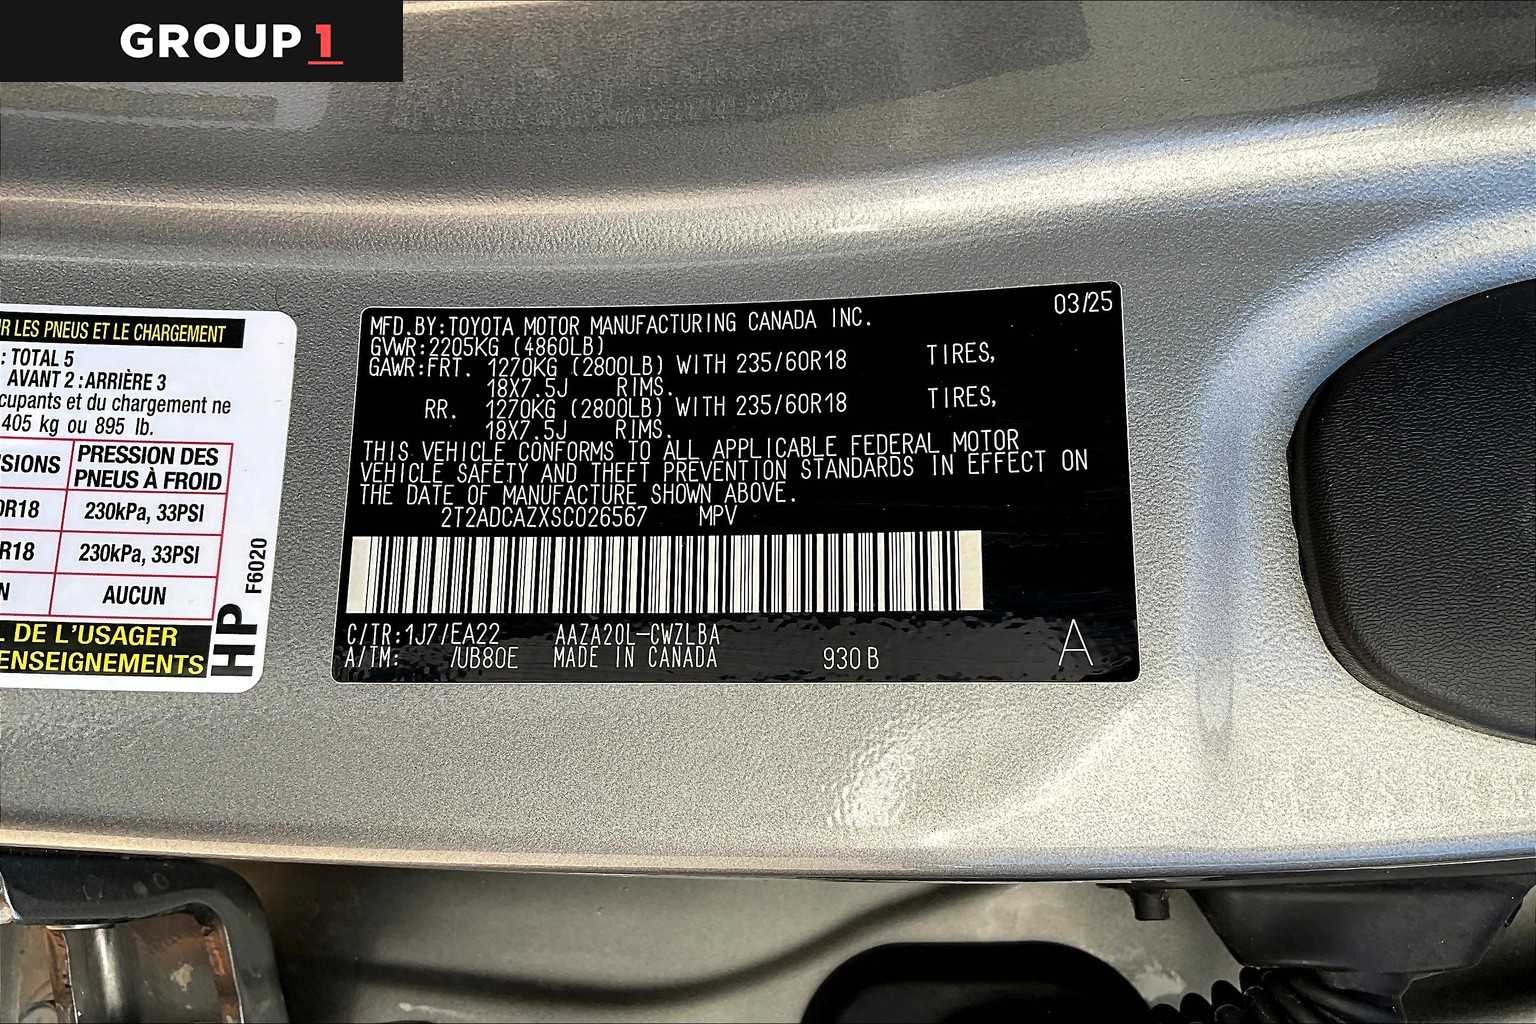 GROUP 1
R LES PNEUS ET LE CHARGEMENT
: TOTAL 5
AVANT 2 : ARRIÈRE 3
cupants et du chargement ne
405 kg ou 895 lb.
SIONS PRESSION DES PNEUS À FROID
0R18 230kPa, 33PSI
R18 230kPa, 33PSI
N AUCUN
L DE L'USAGER
ENSEIGNEMENTS
HP F6020
03/25
MFD.BY:TOYOTA MOTOR MANUFACTURING CANADA INC.
GVWR:2205KG (4860LB)
GAWR:FRT. 1270KG (2800LB) WITH 235/60R18 TIRES,
18X7.5J RIMS.
RR. 1270KG (2800LB) WITH 235/60R18 TIRES,
18X7.5J RIMS.
THIS VEHICLE CONFORMS TO ALL APPLICABLE FEDERAL MOTOR
VEHICLE SAFETY AND THEFT PREVENTION STANDARDS IN EFFECT ON
THE DATE OF MANUFACTURE SHOWN ABOVE.
2T2ADCAZXSC026567 MPV
C/TR:1J7/EA22 AAZA20L-CWZLBA
A/TM: /UB80E MADE IN CANADA 930B
A